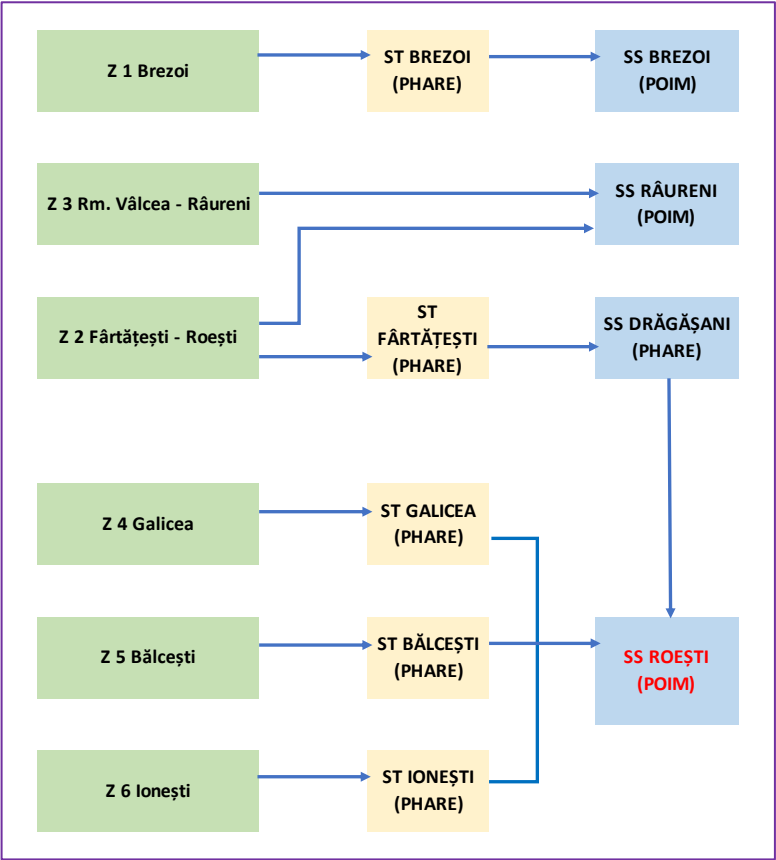 Z 1 Brezoi
ST BREZOI
(PHARE)
SS BREZOI
(POIM)
Z 3 Rm. Vâlcea - Râureni
SS RÂURENI
(POIM)
Z 2 Fârtățești - Roești
ST
FÂRTĂȚEȘTI
(PHARE)
SS DRĂGĂȘANI
(PHARE)
Z 4 Galicea
ST GALICEA
(PHARE)
Z 5 Bălcești
ST BĂLCEȘTI
(PHARE)
SS ROEȘTI
(POIM)
Z 6 Ionești
ST IONEȘTI
(PHARE)